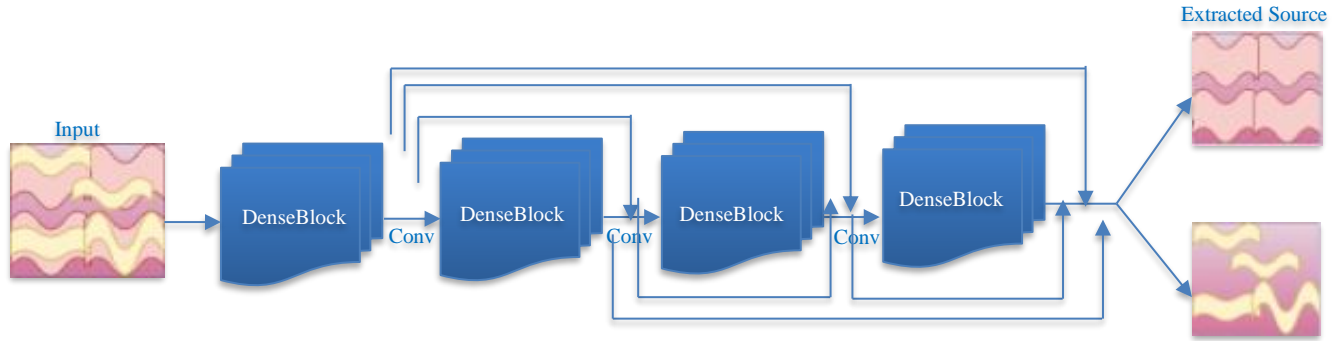 Extracted Source
Input
DenseBlock
Conv
DenseBlock
Conv
DenseBlock
Conv
DenseBlock